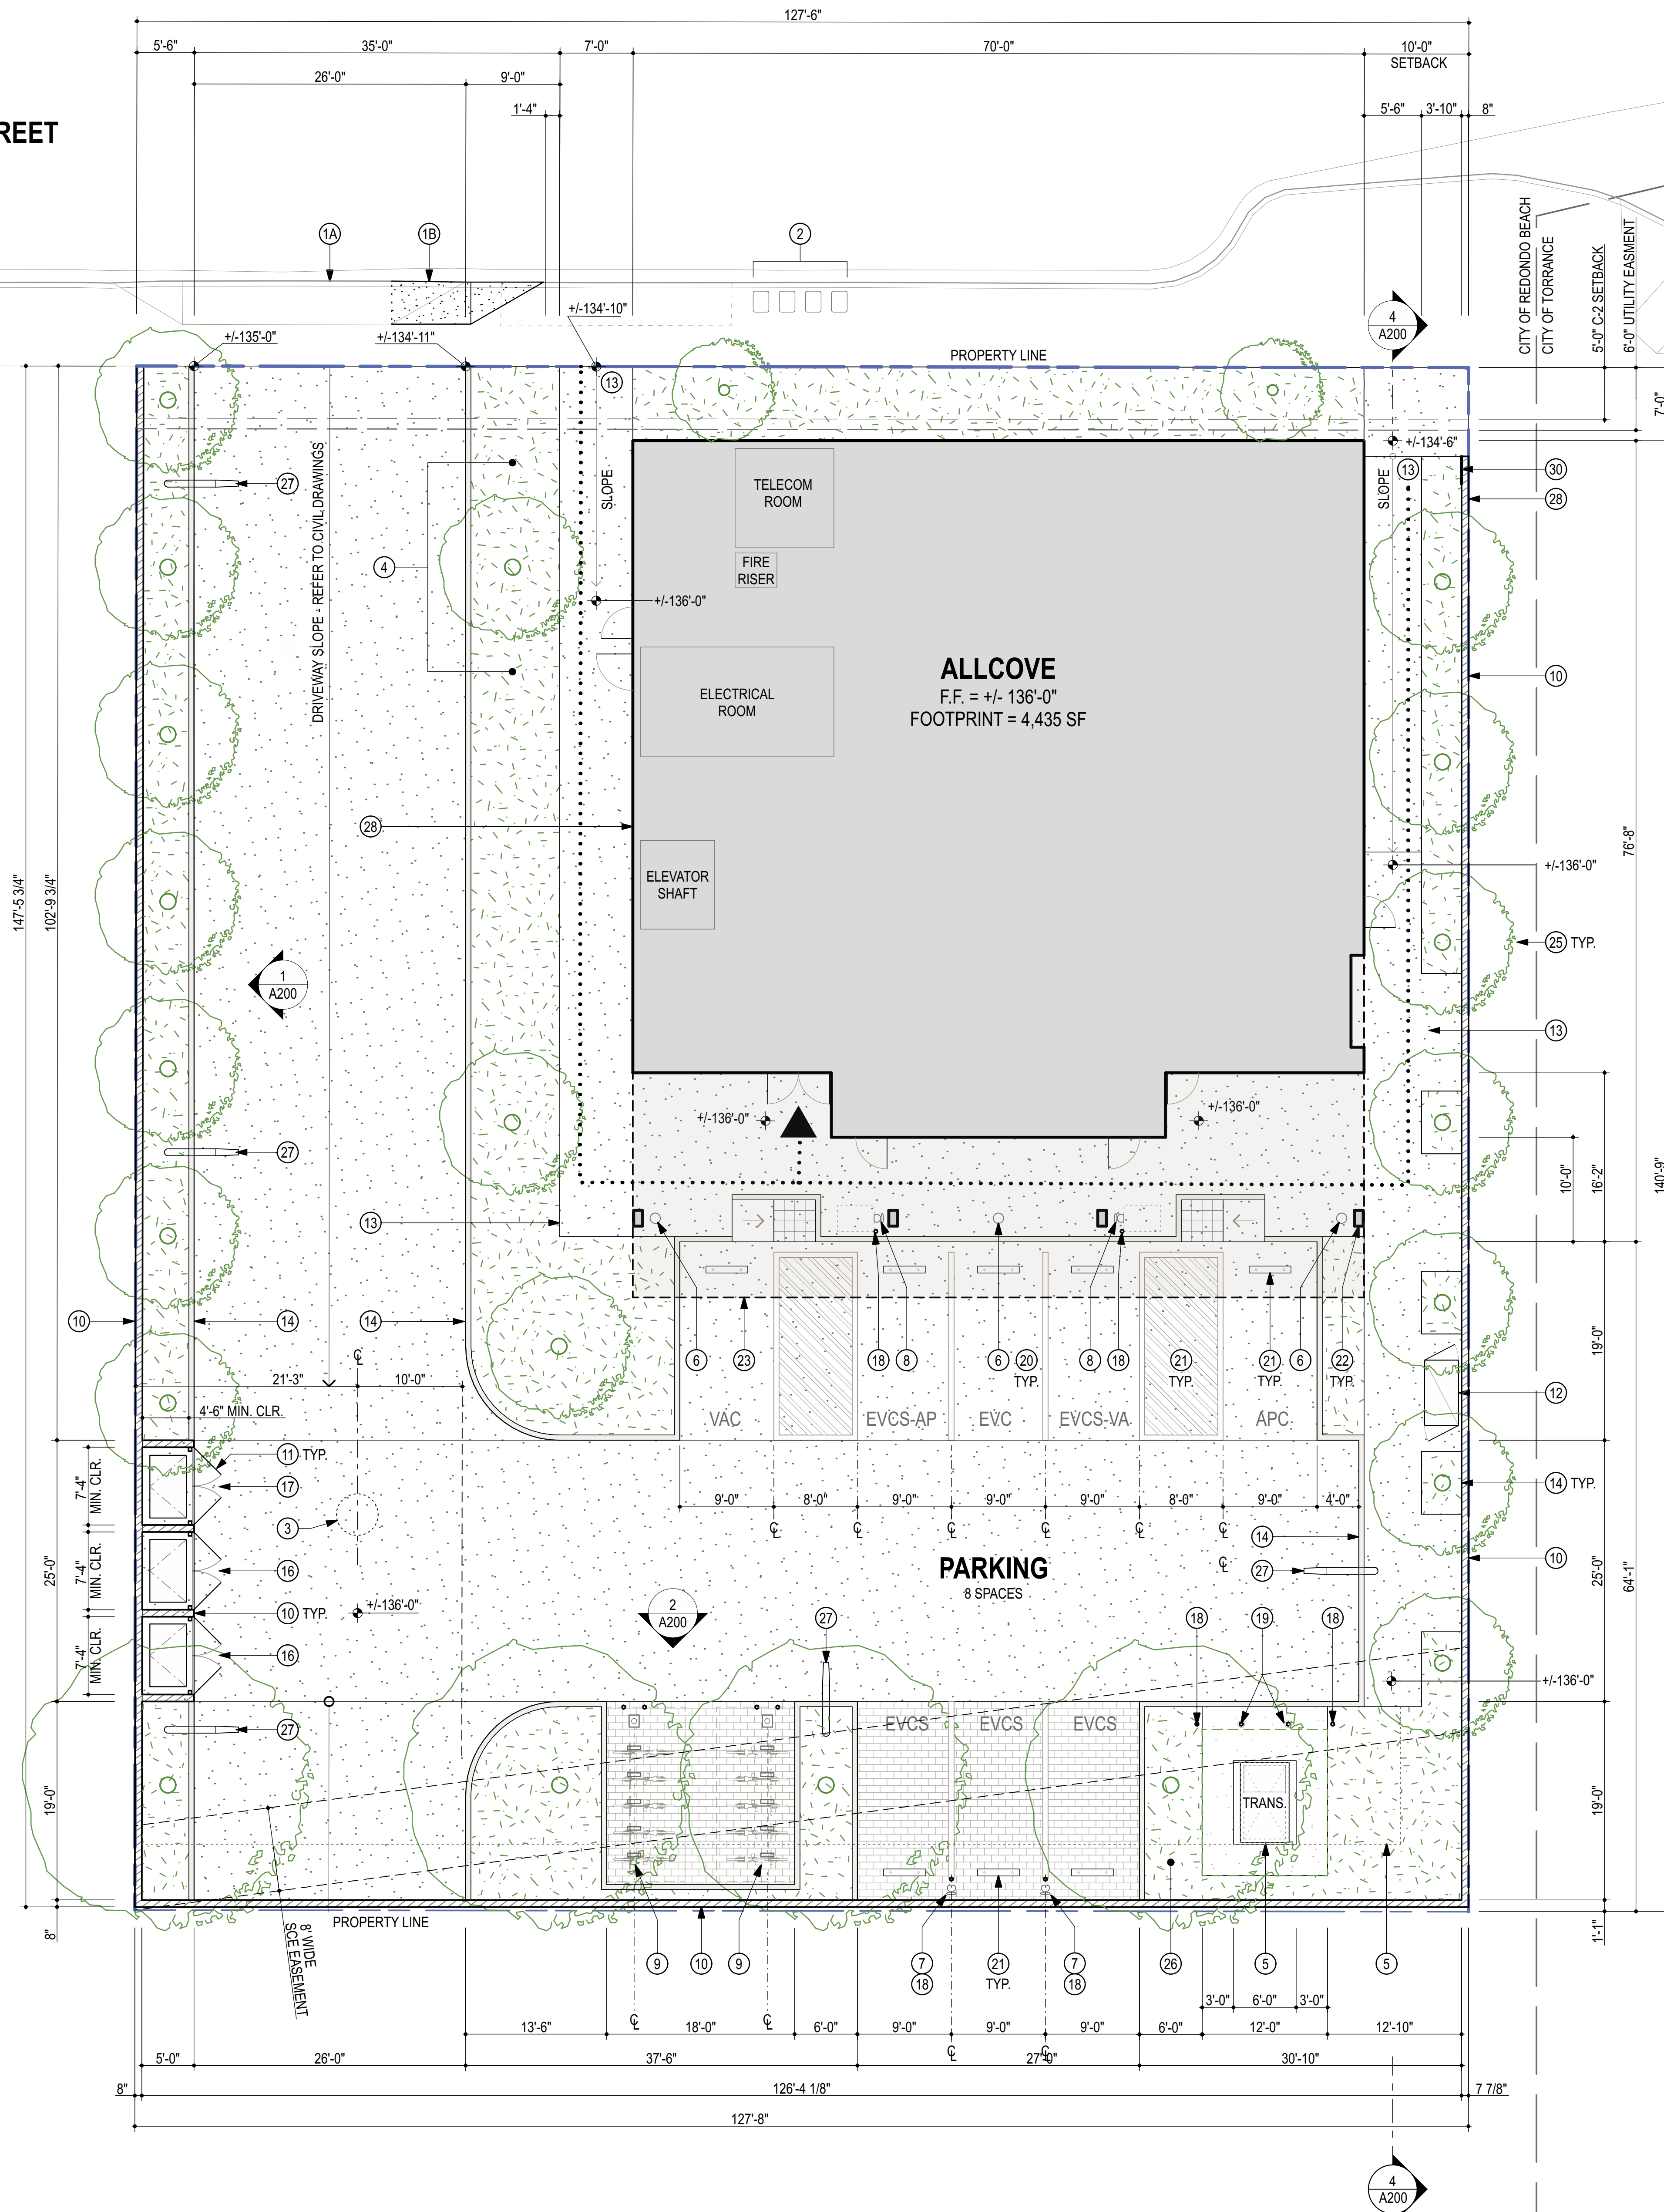 127'-6"
5'-6"
35'-0"
7'-0"
70'-0"
10'-0"
SETBACK
26'-0"
9'-0"
1'-4"
5'-6"
3'-10"
8"
REET
1A
1B
2
+/-134'-10"
4
A200
CITY OF REDONDO BEACH
CITY OF TORRANCE
5'-0" C-2 SETBACK
6'-0" UTILITY EASMENT
+/-135'-0"
+/-134'-11"
PROPERTY LINE
13
7'-0"
+/-134'-6"
SLOPE
SLOPE
13
30
28
27
TELECOM
ROOM
FIRE
RISER
DRIVEWAY SLOPE - REFER TO CIVIL DRAWINGS
4
+/-136'-0"
ELECTRICAL
ROOM
ALLCOVE
F.F. = +/- 136'-0"
FOOTPRINT = 4,435 SF
10
28
ELEVATOR
SHAFT
76'-8"
+/-136'-0"
147'-5 3/4"
102'-9 3/4"
25 TYP.
1
A200
13
+/-136'-0"
+/-136'-0"
27
10'-0"
16'-2"
140'-9"
13
10
14
14
6
23
18
8
6
20
TYP.
8
18
21
TYP.
21
TYP.
6
22
TYP.
19'-0"
12
℄
21'-3"
10'-0"
4'-6" MIN. CLR.
VAC
EVCS-AP
EVC
EVCS-VA
APC
11 TYP.
17
3
16
10 TYP.
16
7'-4"
MIN. CLR.
7'-4"
MIN. CLR.
7'-4"
MIN. CLR.
25'-0"
14 TYP.
9'-0"
8'-0"
9'-0"
9'-0"
9'-0"
8'-0"
9'-0"
4'-0"
℄
℄
℄
℄
℄
℄
14
℄
27
10
25'-0"
64'-1"
PARKING
8 SPACES
+/-136'-0"
2
A200
27
18
19
18
+/-136'-0"
27
EVCS
EVCS
EVCS
19'-0"
TRANS.
19'-0"
8"
PROPERTY LINE
8' WIDE
SCE EASEMENT
1'-1"
9
10
9
7
18
21
TYP.
7
18
26
5
5
3'-0"
6'-0"
3'-0"
℄
℄
13'-6"
18'-0"
6'-0"
9'-0"
9'-0"
9'-0"
6'-0"
12'-0"
12'-10"
℄
℄
5'-0"
26'-0"
37'-6"
27'-0"
30'-10"
8"
126'-4 1/8"
7 7/8"
127'-8"
4
A200